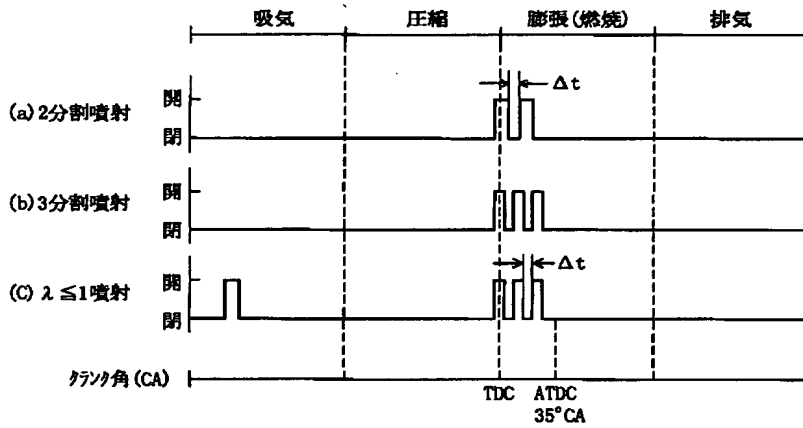 吸気 圧縮 膨張(燃焼) 排気
(a) 2分割噴射 開 閉 Δt
(b) 3分割噴射 開 閉
(C) λ≦1噴射 開 閉 Δt
クランク角(CA)
TDC ATDC
35°CA